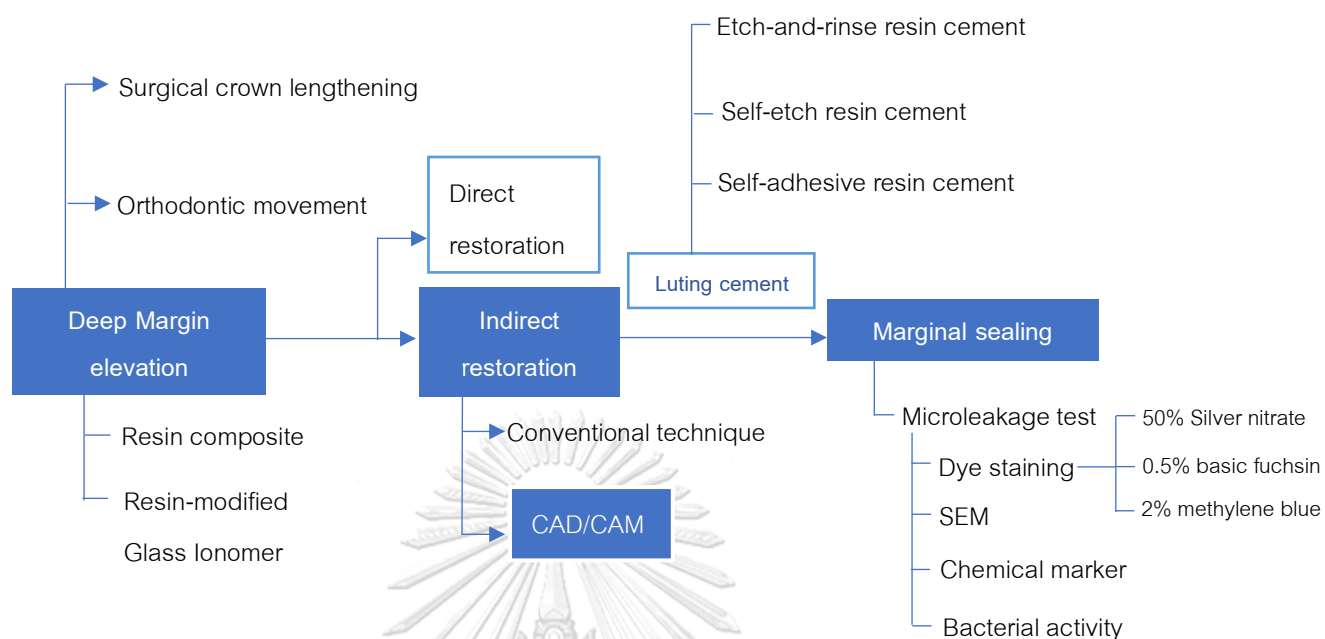 Etch-and-rinse resin cement
Surgical crown lengthening
Self-etch resin cement
Self-adhesive resin cement
Orthodontic movement
Direct
restoration
Luting cement
Deep Margin
elevation
Indirect
restoration
Marginal sealing
Resin composite
Resin-modified
Glass Ionomer
Conventional technique
CAD/CAM
Microleakage test
Dye staining
50% Silver nitrate
0.5% basic fuchsin
2% methylene blue
SEM
Chemical marker
Bacterial activity